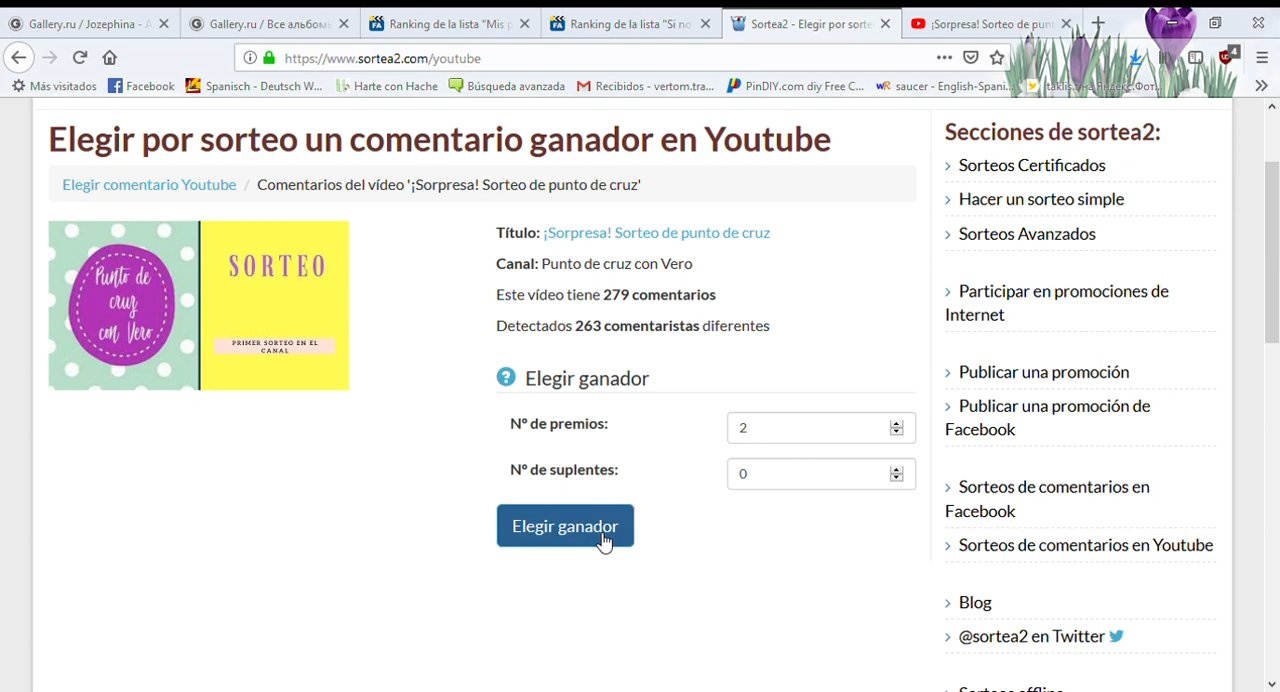 Gallery.ru / Jozephina - A
Gallery.ru / Все альбомы
Ranking de la lista "Mis p
Ranking de la lista "Si no
Sortea2 - Elegir por sorte
¡Sorpresa! Sorteo de punt
https://www.sortea2.com/youtube
4
Más visitados
Facebook
Spanisch - Deutsch W...
Harte con Hache
Búsqueda avanzada
Recibidos - vertom.tra...
PinDIY.com diy Free C...
saucer - English-Spani...
Elegir por sorteo un comentario ganador en Youtube
Elegir comentario Youtube / Comentarios del vídeo '¡Sorpresa! Sorteo de punto de cruz'
Punto de
cruz
con Vero
SORTEO
PRIMER SORTEO EN EL
CANAL
Título: ¡Sorpresa! Sorteo de punto de cruz
Canal: Punto de cruz con Vero
Este vídeo tiene 279 comentarios
Detectados 263 comentaristas diferentes
? Elegir ganador
Nº de premios: 2
Nº de suplentes: 0
Elegir ganador
Secciones de sortea2:
Sorteos Certificados
Hacer un sorteo simple
Sorteos Avanzados
Participar en promociones de
Internet
Publicar una promoción
Publicar una promoción de
Facebook
Sorteos de comentarios en
Facebook
Sorteos de comentarios en Youtube
Blog
@sortea2 en Twitter
Sorteos offline